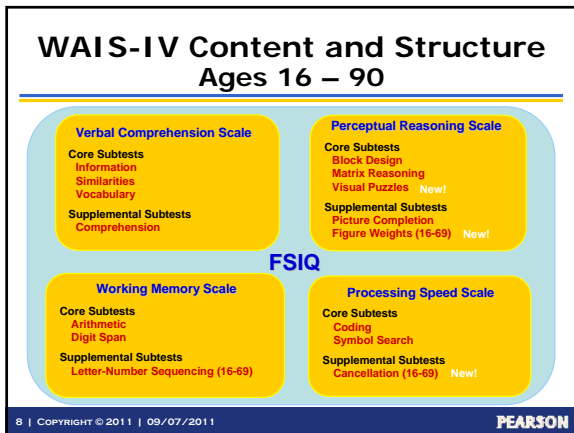 WAIS-IV Content and Structure
Ages 16 – 90
Verbal Comprehension Scale
Core Subtests
Information
Similarities
Vocabulary
Supplemental Subtests
Comprehension
Perceptual Reasoning Scale
Core Subtests
Block Design
Matrix Reasoning
Visual Puzzles New!
Supplemental Subtests
Picture Completion
Figure Weights (16-69) New!
FSIQ
Working Memory Scale
Core Subtests
Arithmetic
Digit Span
Supplemental Subtests
Letter-Number Sequencing (16-69)
Processing Speed Scale
Core Subtests
Coding
Symbol Search
Supplemental Subtests
Cancellation (16-69) New!
8 | COPYRIGHT © 2011 | 09/07/2011
PEARSON